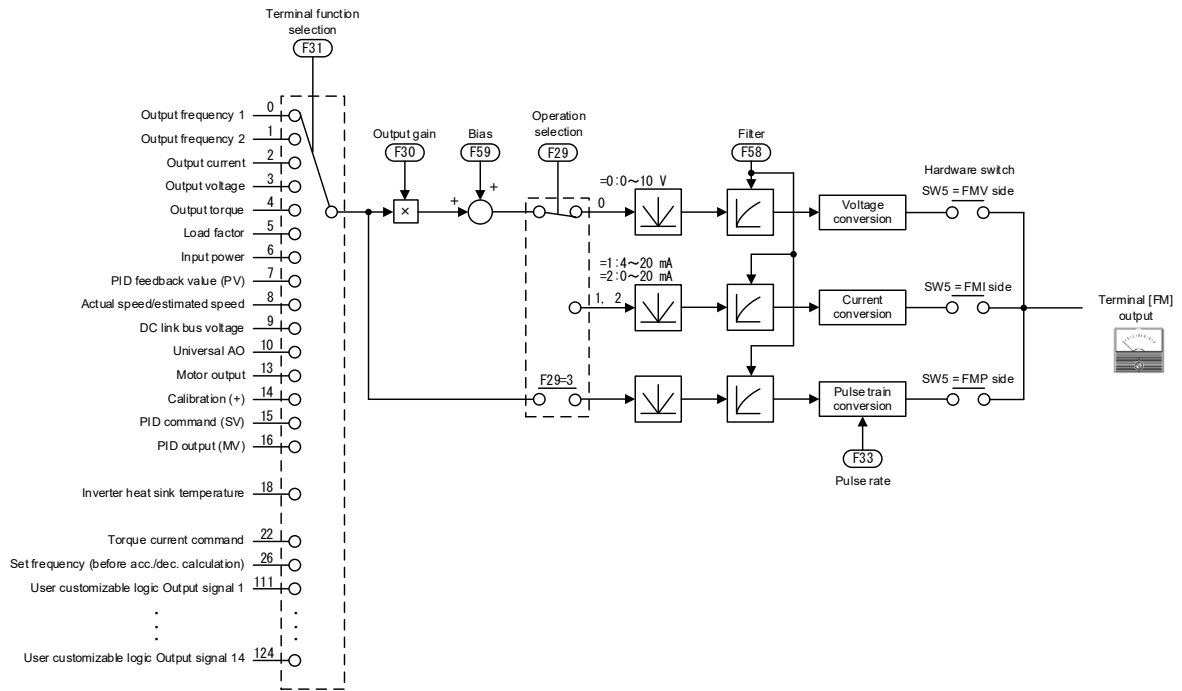 Terminal function
selection
F31
Output frequency 1 0
Output frequency 2 1
Output current 2
Output voltage 3
Output torque 4
Load factor 5
Input power 6
PID feedback value (PV) 7
Actual speed/estimated speed 8
DC link bus voltage 9
Universal AO 10
Motor output 13
Calibration (+) 14
PID command (SV) 15
PID output (MV) 16
Inverter heat sink temperature 18
Torque current command 22
Set frequency (before acc./dec. calculation) 26
User customizable logic Output signal 1 111
User customizable logic Output signal 14 124
Output gain
F30
×
Bias
F59
+
+
Operation
selection
F29
0
1, 2
F29=3
=0:0~10 V
=1:4~20 mA
=2:0~20 mA
Filter
F58
Voltage
conversion
Current
conversion
Pulse train
conversion
F33
Pulse rate
Hardware switch
SW5 = FMV side
SW5 = FMI side
SW5 = FMP side
Terminal [FM]
output